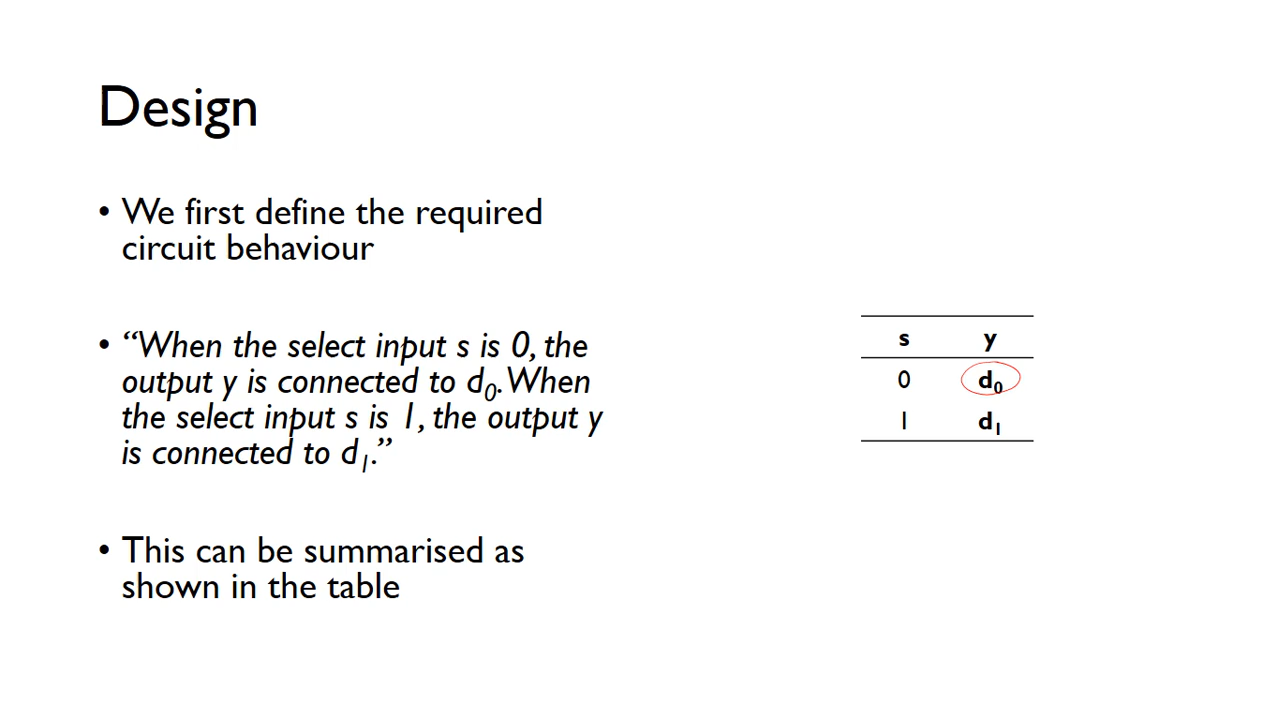 Design
• We first define the required
circuit behaviour
• “When the select input s is 0, the
output y is connected to d0. When
the select input s is 1, the output y
is connected to d1.”
• This can be summarised as
shown in the table
s y
0 d0
1 d1